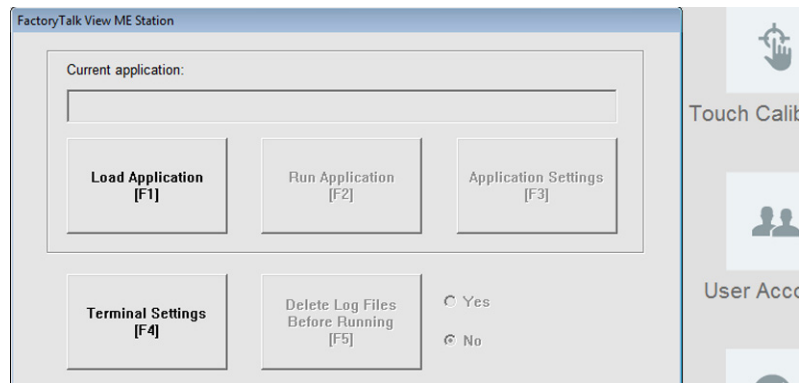 FactoryTalk View ME Station
Current application:
Load Application
[F1]
Run Application
[F2]
Application Settings
[F3]
Terminal Settings
[F4]
Delete Log Files
Before Running
[F5]
Yes
No
Touch Calib
User Acco